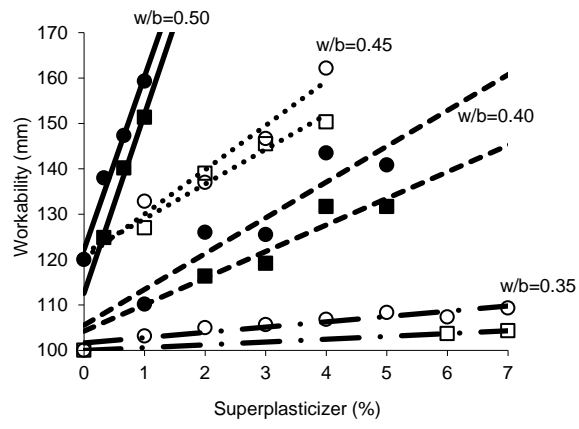 w/b=0.50
w/b=0.45
w/b=0.40
w/b=0.35
170
160
150
140
130
120
110
100
Workability (mm)
0 1 2 3 4 5 6 7
Superplasticizer (%)